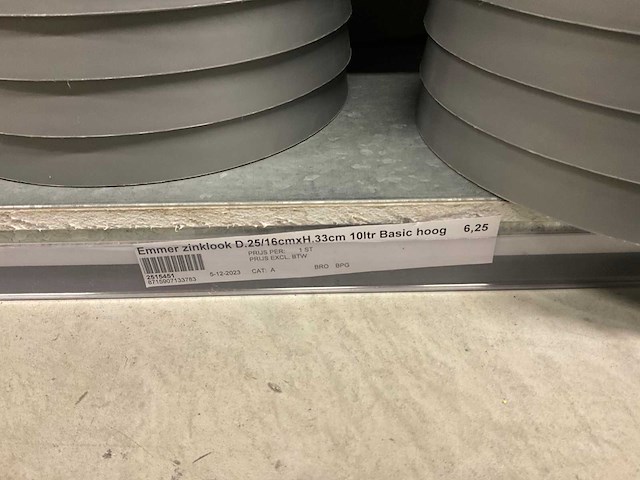 Emmer zinklook D.25/16cmxH.33cm 10ltr Basic hoog 6,25
PRIJS PER: 1 ST
PRIJS EXCL. BTW
2515451
8715907133783 5-12-2023 CAT: A BRO BPG